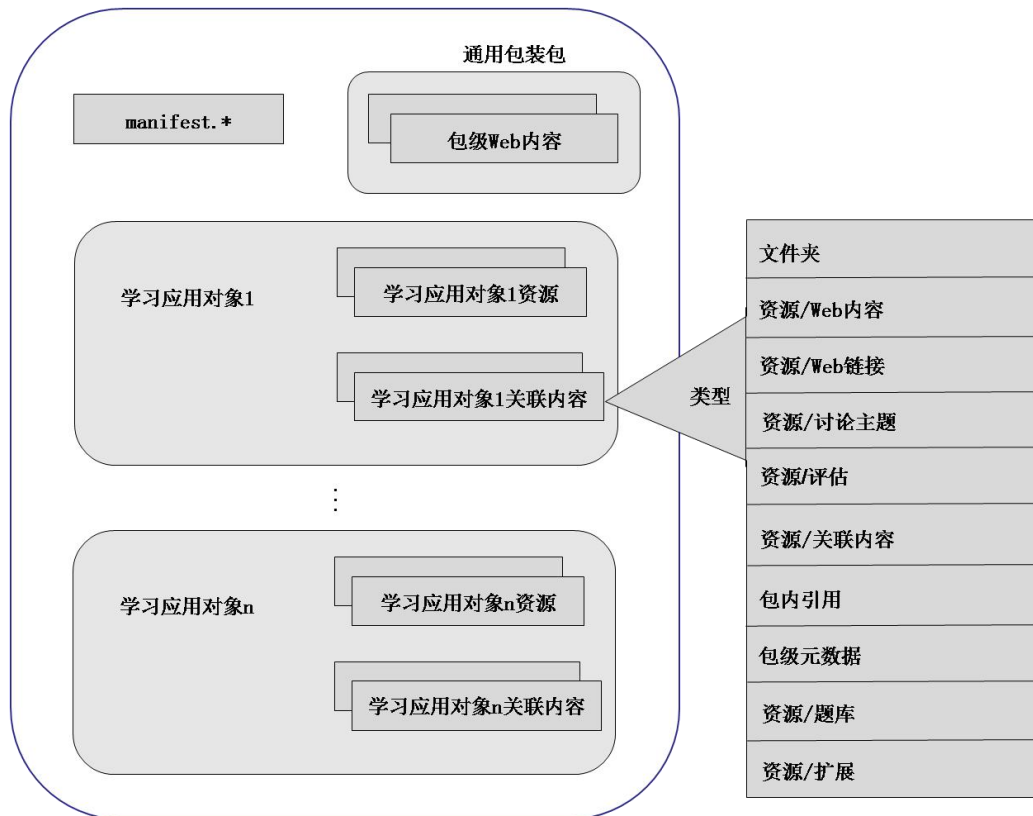 通用包装包
manifest.*
包级Web内容
学习应用对象1
学习应用对象1资源
学习应用对象1关联内容
⋮
学习应用对象n
学习应用对象n资源
学习应用对象n关联内容
类型
文件夹
资源/Web内容
资源/Web链接
资源/讨论主题
资源/评估
资源/关联内容
包内引用
包级元数据
资源/题库
资源/扩展